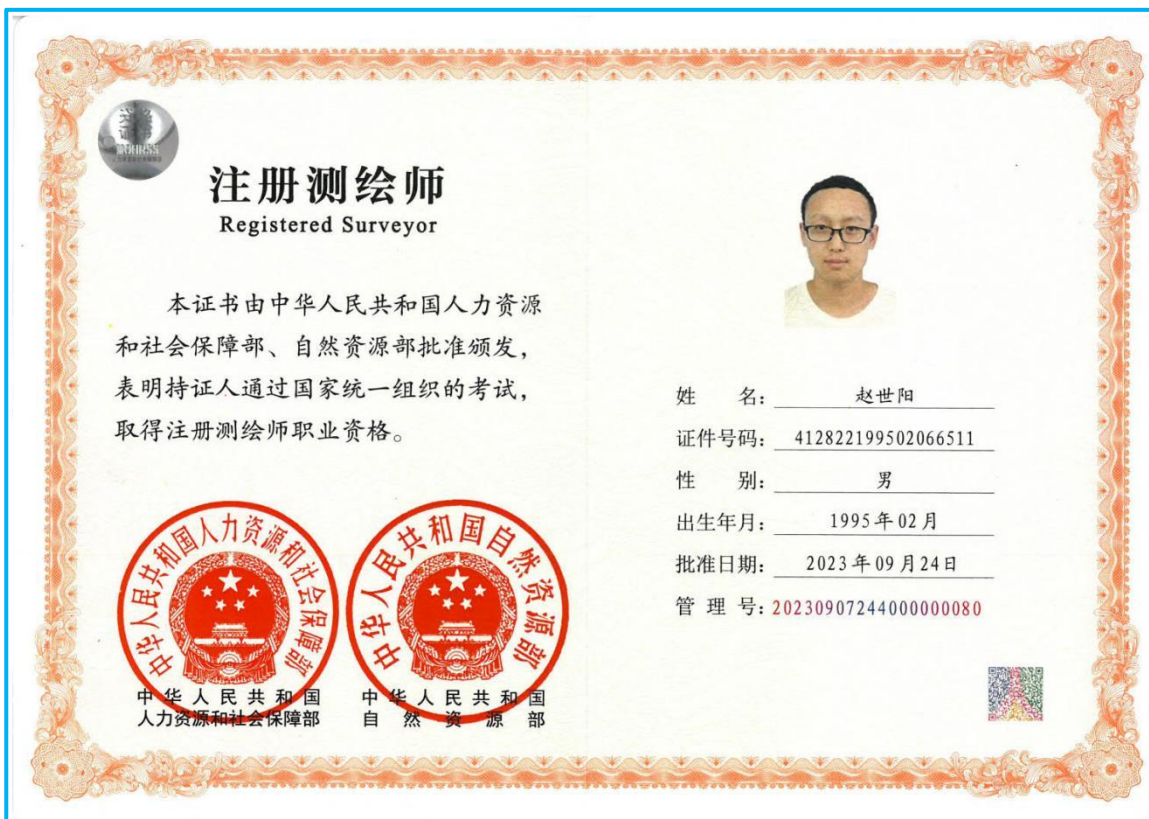 注册测绘师
Registered Surveyor
本证书由中华人民共和国人力资源
和社会保障部、自然资源部批准颁发，
表明持证人通过国家统一组织的考试，
取得注册测绘师职业资格。
中华人民共和国人力资源和社会保障部
中华人民共和国自然资源部
中华人民共和国
人力资源和社会保障部
中华人民共和国
自然资源部
姓名：赵世阳
证件号码：412822199502066511
性别：男
出生年月：1995年02月
批准日期：2023年09月24日
管理号：20230907244000000080